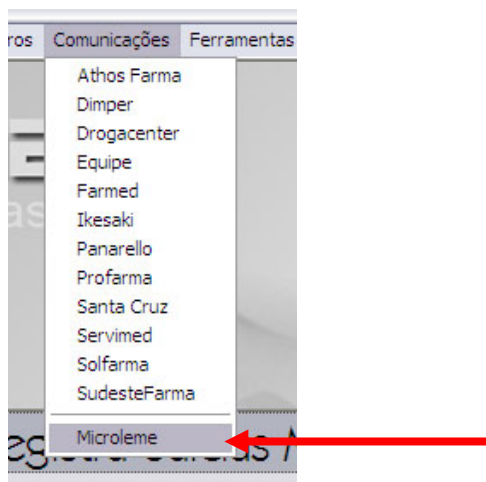 ros Comunicações Ferramentas
Athos Farma
Dimper
Drogacenter
Equipe
Farmed
Ikesaki
Panarello
Profarma
Santa Cruz
Servimed
Solfarma
SudesteFarma
Microleme